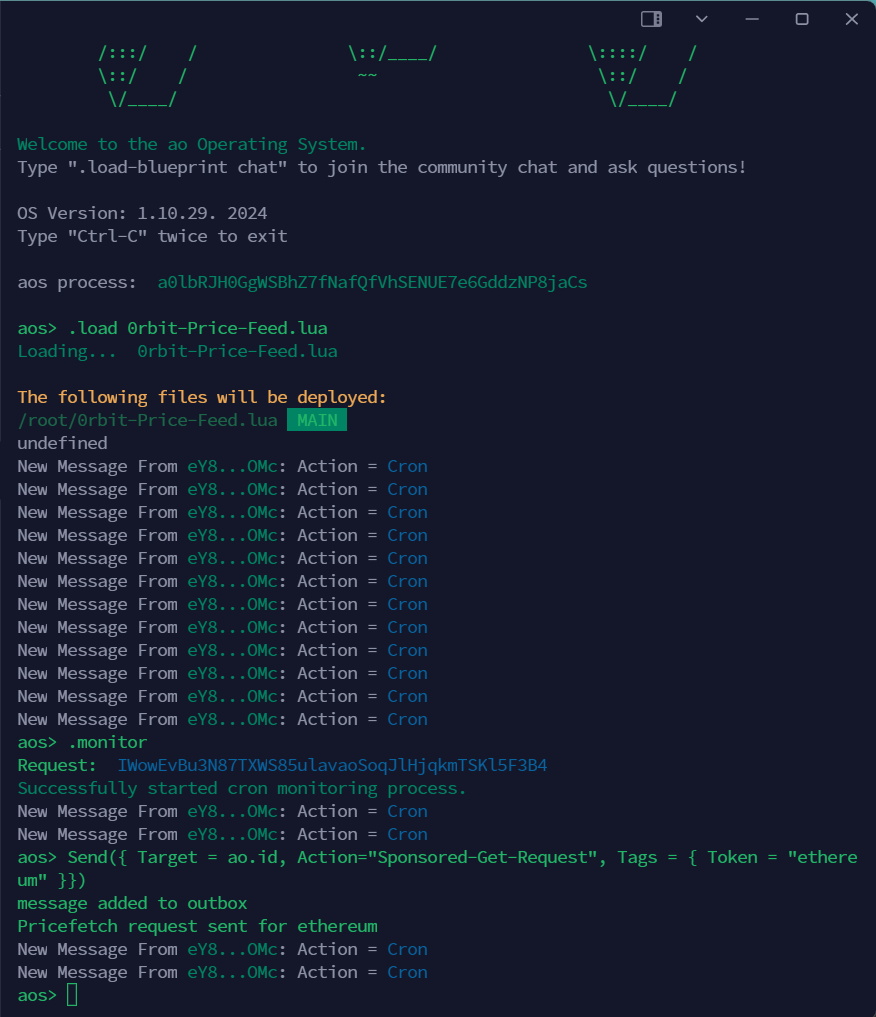 /:::/    /               \::/____/               \::::/    /
\::/    /                 ~~                      \::/    /
\/____/                                           \/____/
Welcome to the ao Operating System.
Type ".load-blueprint chat" to join the community chat and ask questions!
OS Version: 1.10.29. 2024
Type "Ctrl-C" twice to exit
aos process:  a0lbRJH0GgWSBhZ7fNafQfVhSENUE7e6GddzNP8jaCs
aos> .load 0rbit-Price-Feed.lua
Loading...  0rbit-Price-Feed.lua
The following files will be deployed:
/root/0rbit-Price-Feed.lua MAIN
undefined
New Message From eY8...OMc: Action = Cron
New Message From eY8...OMc: Action = Cron
New Message From eY8...OMc: Action = Cron
New Message From eY8...OMc: Action = Cron
New Message From eY8...OMc: Action = Cron
New Message From eY8...OMc: Action = Cron
New Message From eY8...OMc: Action = Cron
New Message From eY8...OMc: Action = Cron
New Message From eY8...OMc: Action = Cron
New Message From eY8...OMc: Action = Cron
New Message From eY8...OMc: Action = Cron
New Message From eY8...OMc: Action = Cron
aos> .monitor
Request:  IWowEvBu3N87TXWS85ulavaoSoqJlHjqkmTSKl5F3B4
Successfully started cron monitoring process.
New Message From eY8...OMc: Action = Cron
New Message From eY8...OMc: Action = Cron
aos> Send({ Target = ao.id, Action="Sponsored-Get-Request", Tags = { Token = "ethere
um" }})
message added to outbox
Pricefetch request sent for ethereum
New Message From eY8...OMc: Action = Cron
New Message From eY8...OMc: Action = Cron
aos>